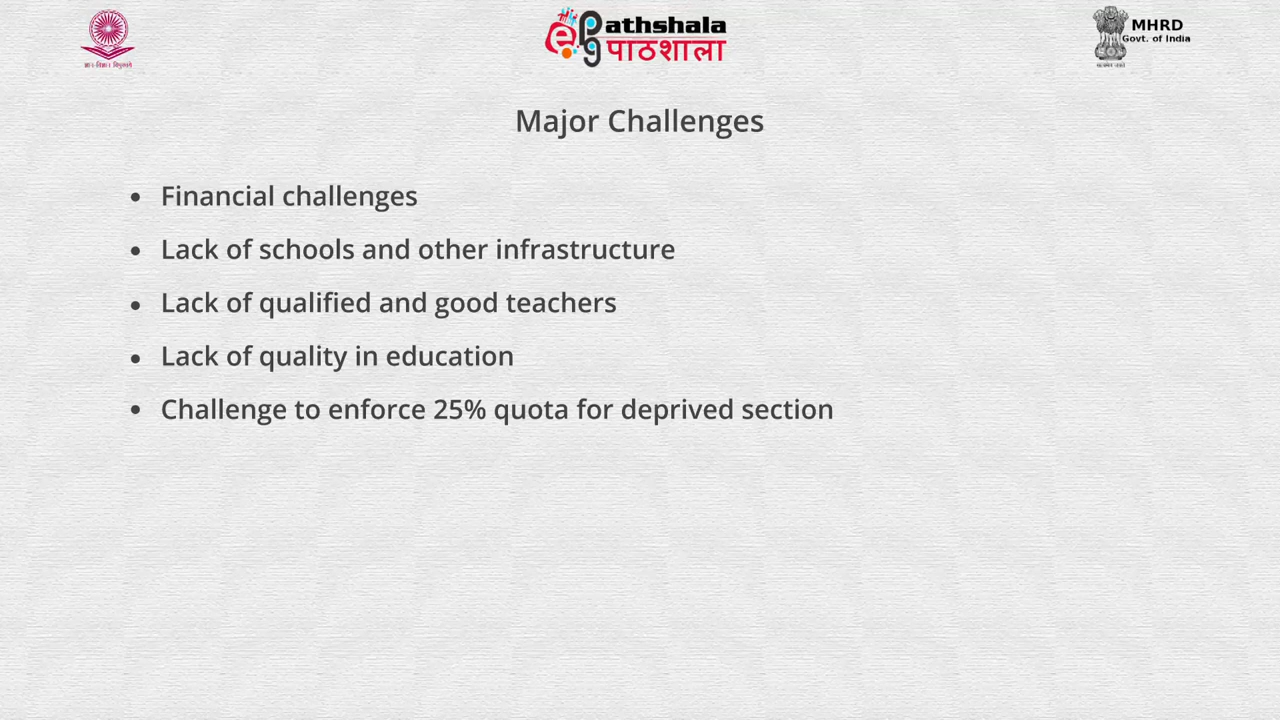 ePathshala
पाठशाला
MHRD
Govt. of India
Major Challenges
• Financial challenges
• Lack of schools and other infrastructure
• Lack of qualified and good teachers
• Lack of quality in education
• Challenge to enforce 25% quota for deprived section